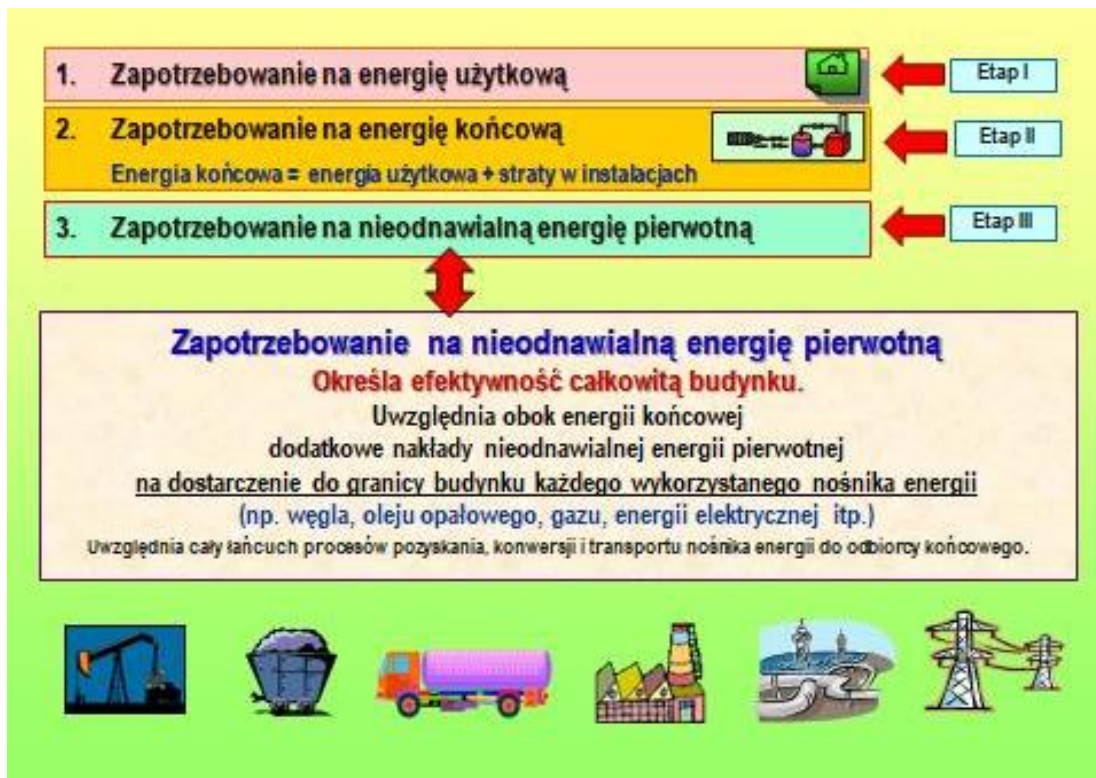 1. Zapotrzebowanie na energię użytkową
Etap I
2. Zapotrzebowanie na energię końcową
Energia końcowa = energia użytkowa + straty w instalacjach
Etap II
3. Zapotrzebowanie na nieodnawialną energię pierwotną
Etap III
Zapotrzebowanie na nieodnawialną energię pierwotną
Określa efektywność całkowitą budynku.
Uwzględnia obok energii końcowej
dodatkowe nakłady nieodnawialnej energii pierwotnej
na dostarczenie do granicy budynku każdego wykorzystanego nośnika energii
(np. węgla, oleju opałowego, gazu, energii elektrycznej itp.)
Uwzględnia cały łańcuch procesów pozyskania, konwersji i transportu nośnika energii do odbiorcy końcowego.